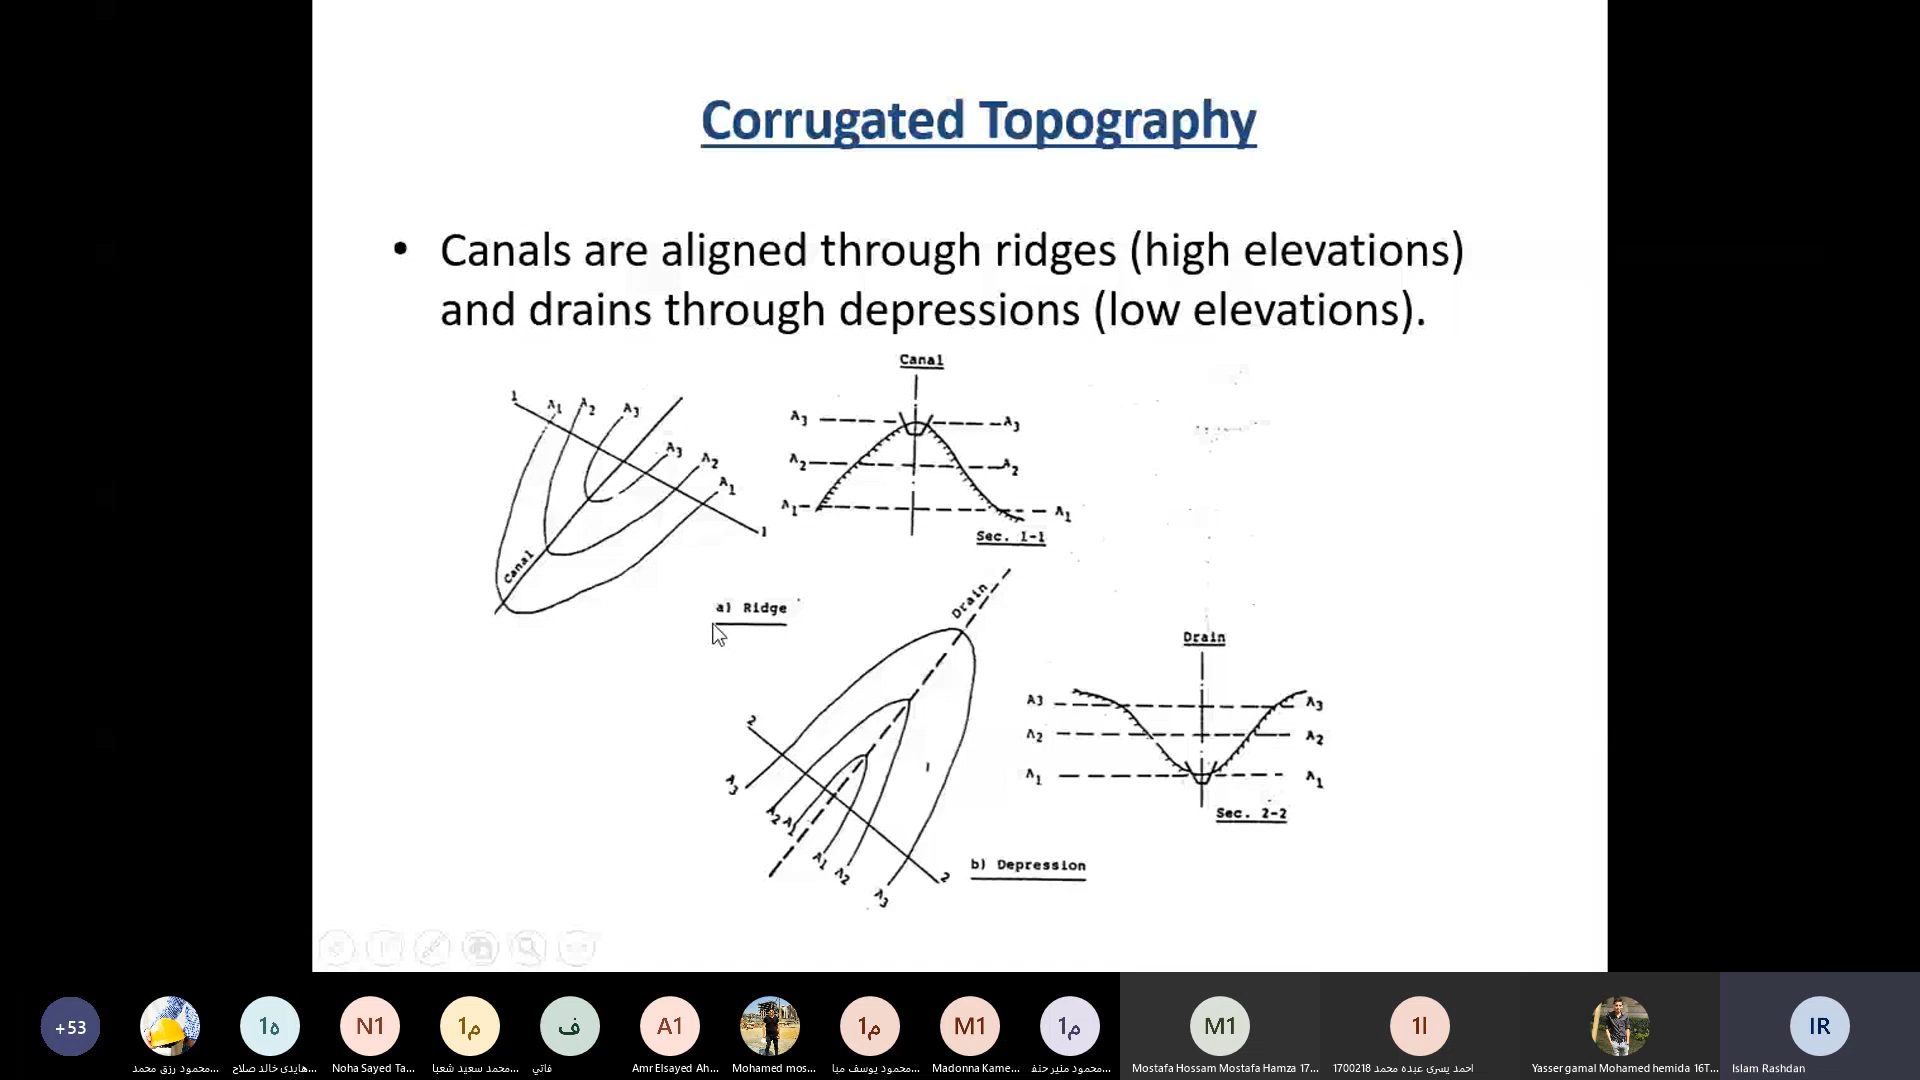 Corrugated Topography
• Canals are aligned through ridges (high elevations)
and drains through depressions (low elevations).
Canal
1
A1
A2
A3
A3
A2
A1
1
Canal
a) Ridge
A3
A3
A2
A2
A1
A1
Sec. 1-1
Drain
2
A3
A2
A1
A1
A2
A3
2
b) Depression
Drain
A3
A3
A2
A2
A1
A1
Sec. 2-2
+53
1ه
N1
1م
ف
A1
1م
M1
1م
M1
1ا
IR
محمود رزق محمد...
هايدى خالد صلاح...
Noha Sayed Ta...
محمد سعيد شعبا...
فاتي
Amr Elsayed Ah...
Mohamed mos...
محمود يوسف مبا...
Madonna Kame...
محمود منير حنف...
Mostafa Hossam Mostafa Hamza 17...
احمد يسرى عبده محمد 1700218
Yasser gamal Mohamed hemida 16T...
Islam Rashdan